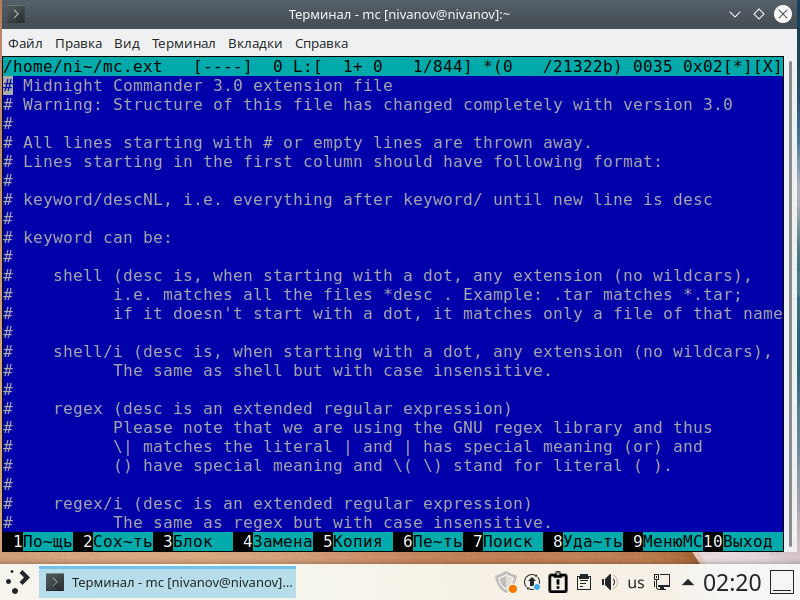 Терминал - mc [nivanov@nivanov]:~
Файл Правка Вид Терминал Вкладки Справка
/home/ni~/mc.ext   [----]  0 L:[  1+ 0   1/844] *(0   /21322b) 0035 0x02[*][X]
# Midnight Commander 3.0 extension file
# Warning: Structure of this file has changed completely with version 3.0
#
# All lines starting with # or empty lines are thrown away.
# Lines starting in the first column should have following format:
#
# keyword/descNL, i.e. everything after keyword/ until new line is desc
#
# keyword can be:
#
#    shell (desc is, when starting with a dot, any extension (no wildcars),
#          i.e. matches all the files *desc . Example: .tar matches *.tar;
#          if it doesn't start with a dot, it matches only a file of that name
#
#    shell/i (desc is, when starting with a dot, any extension (no wildcars),
#          The same as shell but with case insensitive.
#
#    regex (desc is an extended regular expression)
#          Please note that we are using the GNU regex library and thus
#          \| matches the literal | and | has special meaning (or) and
#          () have special meaning and \( \) stand for literal ( ).
#
#    regex/i (desc is an extended regular expression)
#          The same as regex but with case insensitive.
1По~щь 2Сох~ть 3Блок 4Замена 5Копия 6Пе~ть 7Поиск 8Уда~ть 9МенюMC 10Выход
Терминал - mc [nivanov@nivanov]... us 02:20